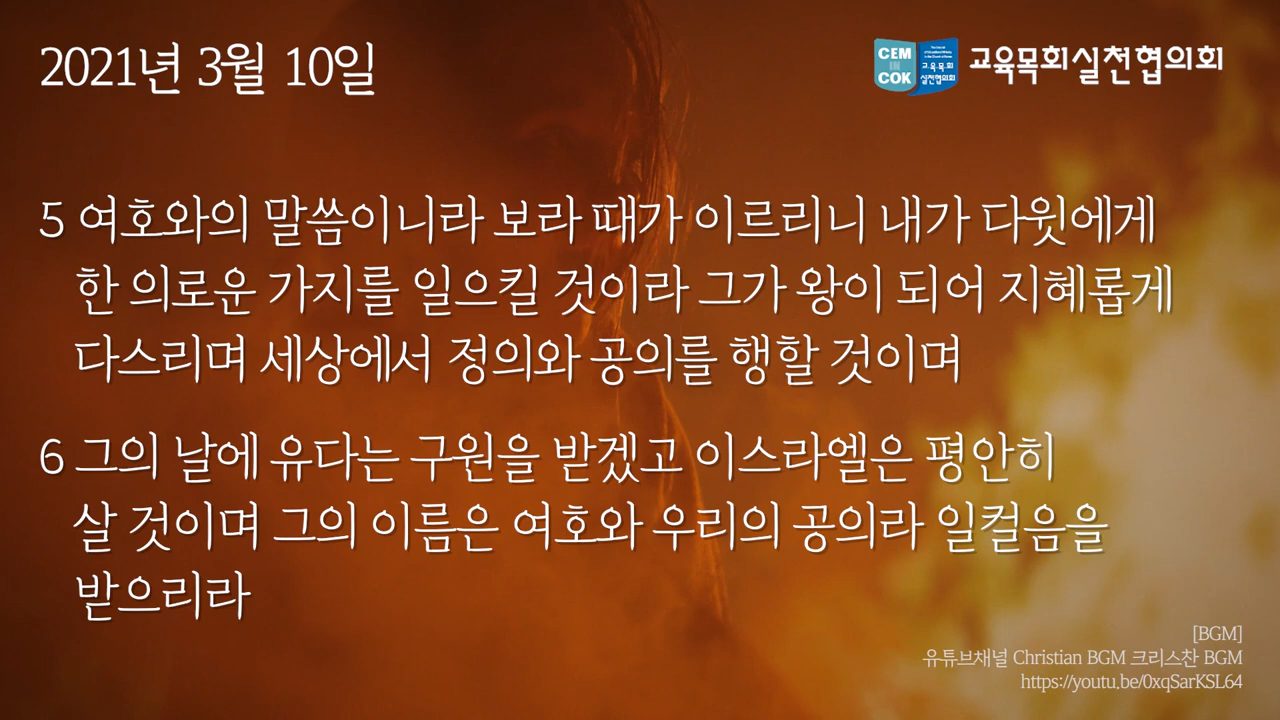 2021년 3월 10일
CEM
IN
COK
교육목회
실천협의회
교육목회실천협의회
5 여호와의 말씀이니라 보라 때가 이르리니 내가 다윗에게
한 의로운 가지를 일으킬 것이라 그가 왕이 되어 지혜롭게
다스리며 세상에서 정의와 공의를 행할 것이며
6 그의 날에 유다는 구원을 받겠고 이스라엘은 평안히
살 것이며 그의 이름은 여호와 우리의 공의라 일컬음을
받으리라
[BGM]
유튜브채널 Christian BGM 크리스찬 BGM
https://youtu.be/0xqSarKSL64